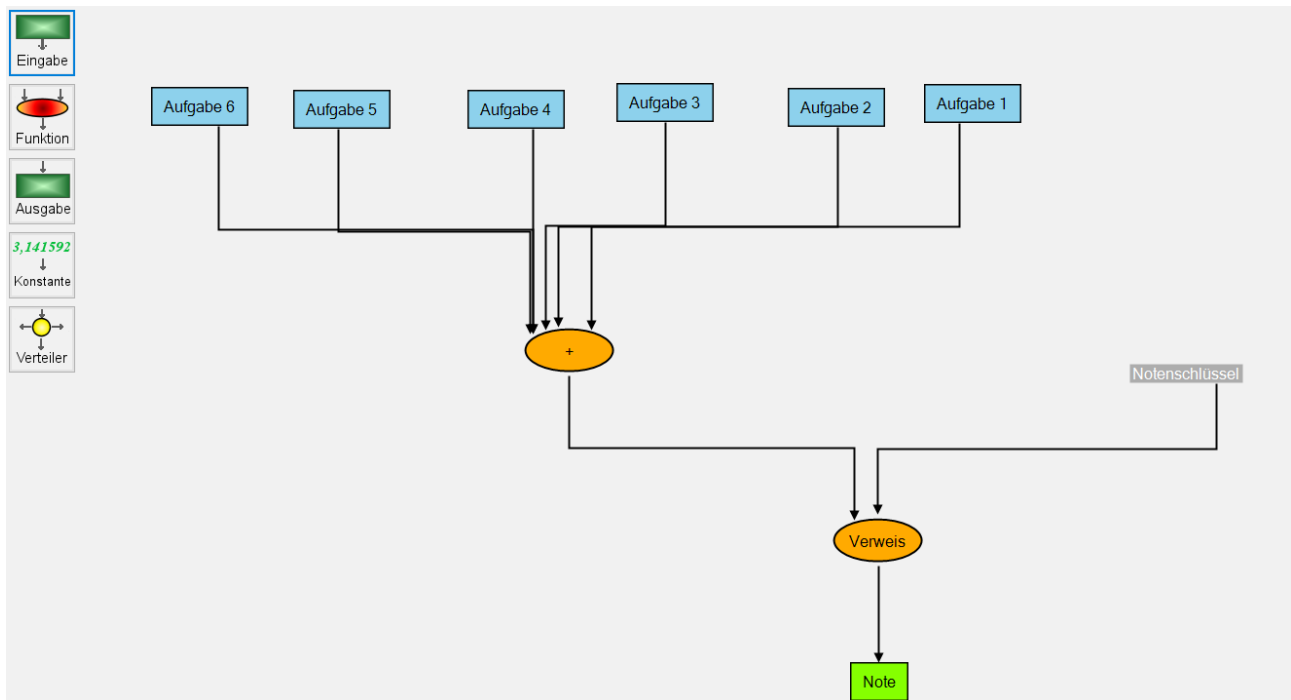 Eingabe
Funktion
Ausgabe
3,141592
Konstante
Verteiler
Aufgabe 6
Aufgabe 5
Aufgabe 4
Aufgabe 3
Aufgabe 2
Aufgabe 1
+
Notenschlüssel
Verweis
Note